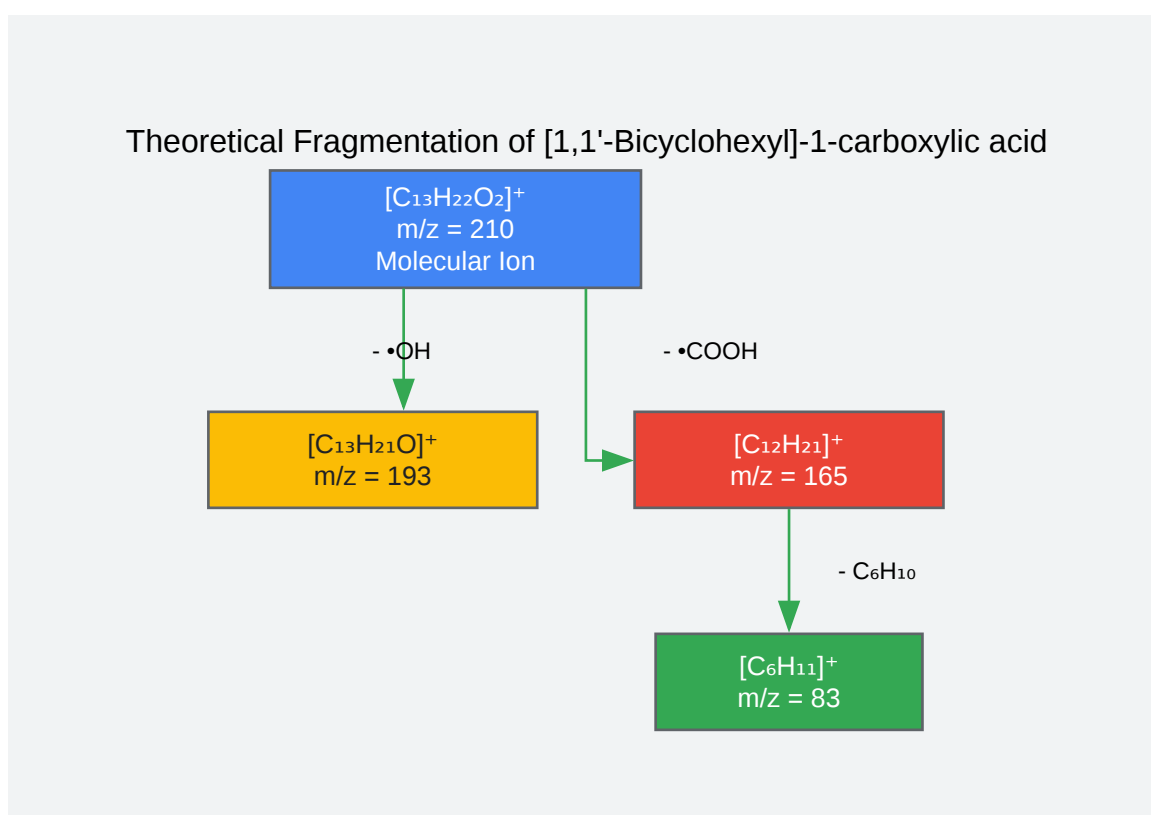 Theoretical Fragmentation of [1,1'-Bicyclohexyl]-1-carboxylic acid
[C₁₃H₂₂O₂]⁺
m/z = 210
Molecular Ion
- •OH
- •COOH
[C₁₃H₂₁O]⁺
m/z = 193
[C₁₂H₂₁]⁺
m/z = 165
- C₆H₁₀
[C₆H₁₁]⁺
m/z = 83